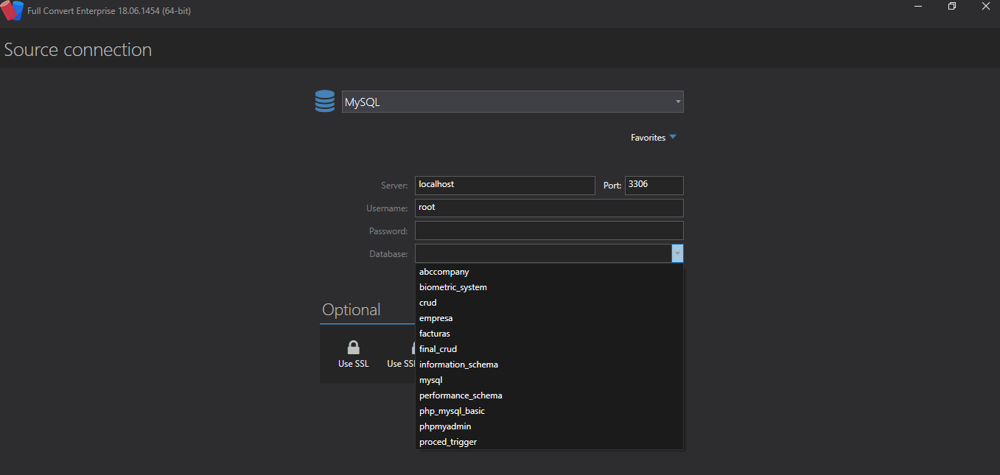 Full Convert Enterprise 18.06.1454 (64-bit)
Source connection
MySQL
Favorites
Server: localhost Port: 3306
Username: root
Password:
Database:
abccompany
biometric_system
crud
empresa
facturas
final_crud
information_schema
mysql
performance_schema
php_mysql_basic
phpmyadmin
proced_trigger
Optional
Use SSL Use SS